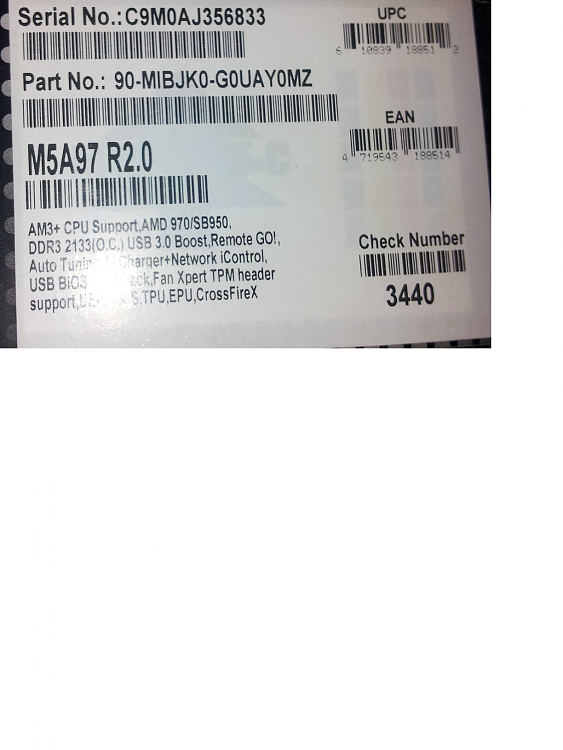 Serial No.:C9M0AJ356833
UPC
6 10839 18851 2
Part No.: 90-MIBJK0-G0UAY0MZ
EAN
4 719543 188514
M5A97 R2.0
AM3+ CPU Support,AMD 970/SB950,
DDR3 2133(O.C.) USB 3.0 Boost,Remote GO!,
Auto Charger+Network iControl,
USB Fan Xpert TPM header
support, TPU,EPU,CrossFireX
Check Number
3440